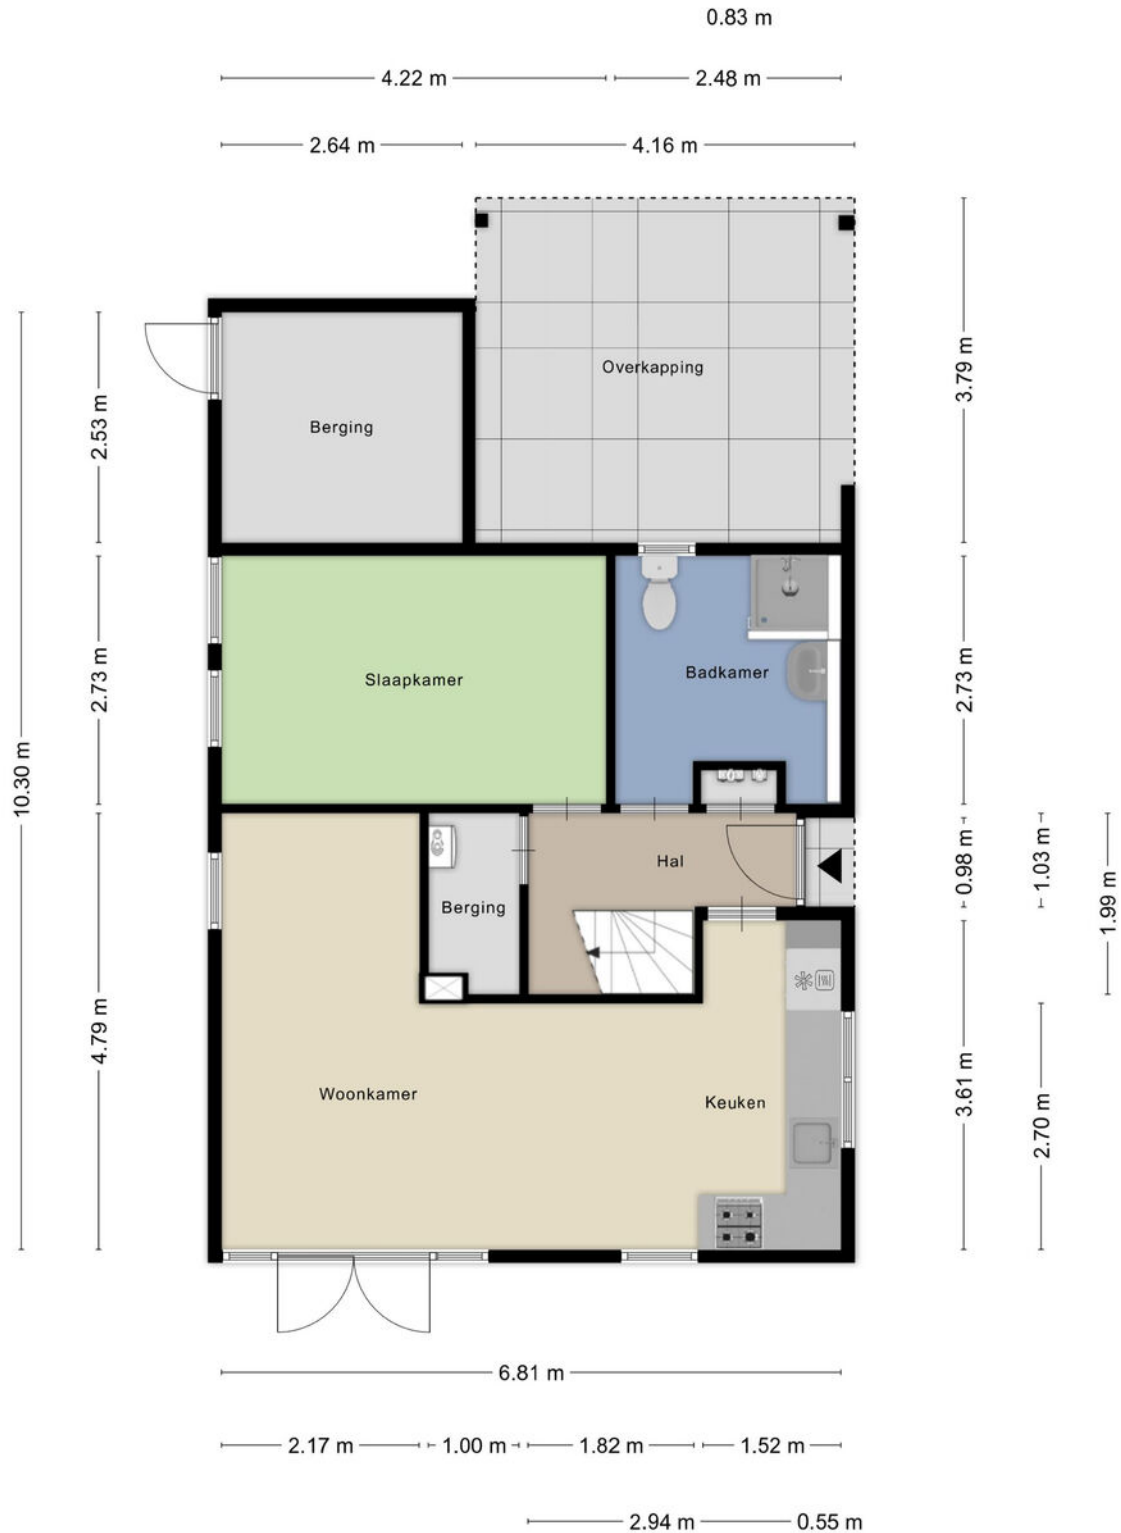 0.83 m
4.22 m
2.48 m
2.64 m
4.16 m
Overkapping
3.79 m
Berging
2.53 m
Slaapkamer
Badkamer
2.73 m
2.73 m
10.30 m
Hal
0.98 m
1.03 m
1.99 m
Berging
4.79 m
Woonkamer
Keuken
3.61 m
2.70 m
6.81 m
2.17 m
1.00 m
1.82 m
1.52 m
2.94 m
0.55 m